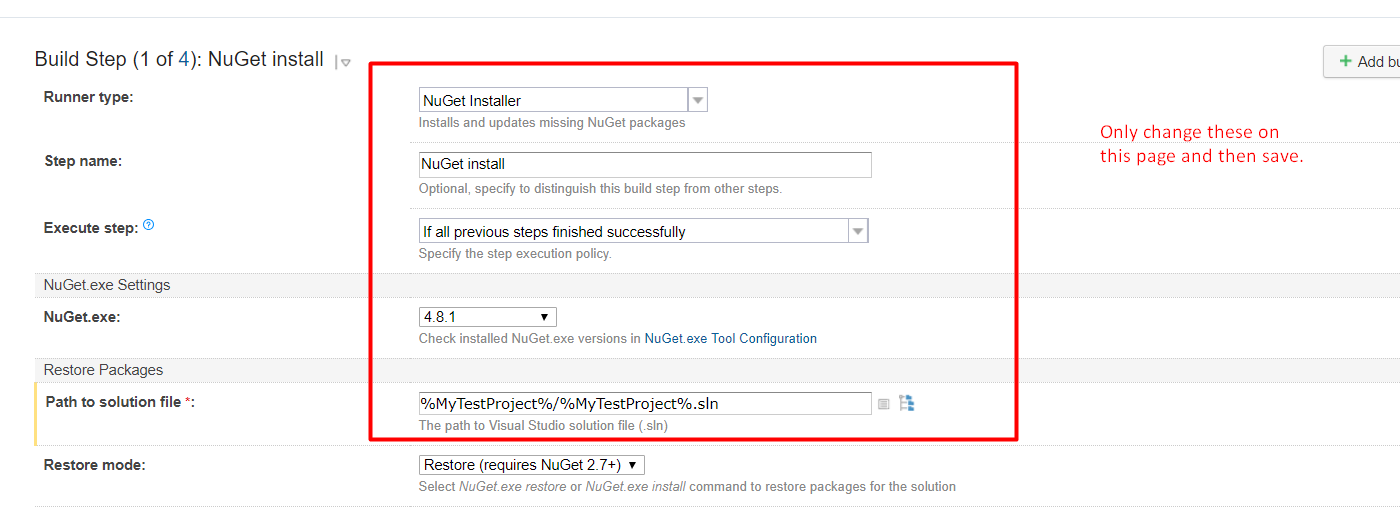 Build Step (1 of 4): NuGet install
Add bu
Runner type:
NuGet Installer
Installs and updates missing NuGet packages
Only change these on
this page and then save.
Step name:
NuGet install
Optional, specify to distinguish this build step from other steps.
Execute step:
If all previous steps finished successfully
Specify the step execution policy.
NuGet.exe Settings
NuGet.exe:
4.8.1
Check installed NuGet.exe versions in NuGet.exe Tool Configuration
Restore Packages
Path to solution file *:
%MyTestProject%/%MyTestProject%.sln
The path to Visual Studio solution file (.sln)
Restore mode:
Restore (requires NuGet 2.7+)
Select NuGet.exe restore or NuGet.exe install command to restore packages for the solution